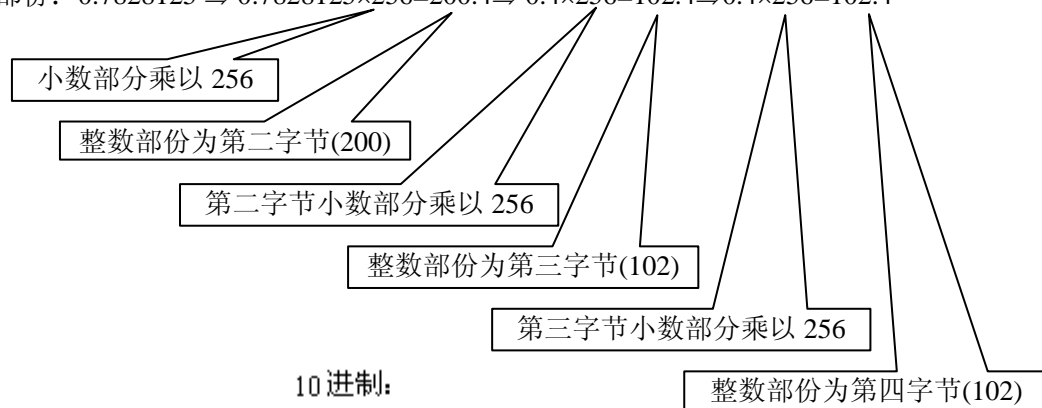 部份：0.7828125 ⇒ 0.7828125×256=200.4⇒ 0.4×256=102.4⇒0.4×256=102.4
小数部分乘以 256
整数部份为第二字节(200)
第二字节小数部分乘以 256
整数部份为第三字节(102)
第三字节小数部分乘以 256
10进制:
整数部份为第四字节(102)